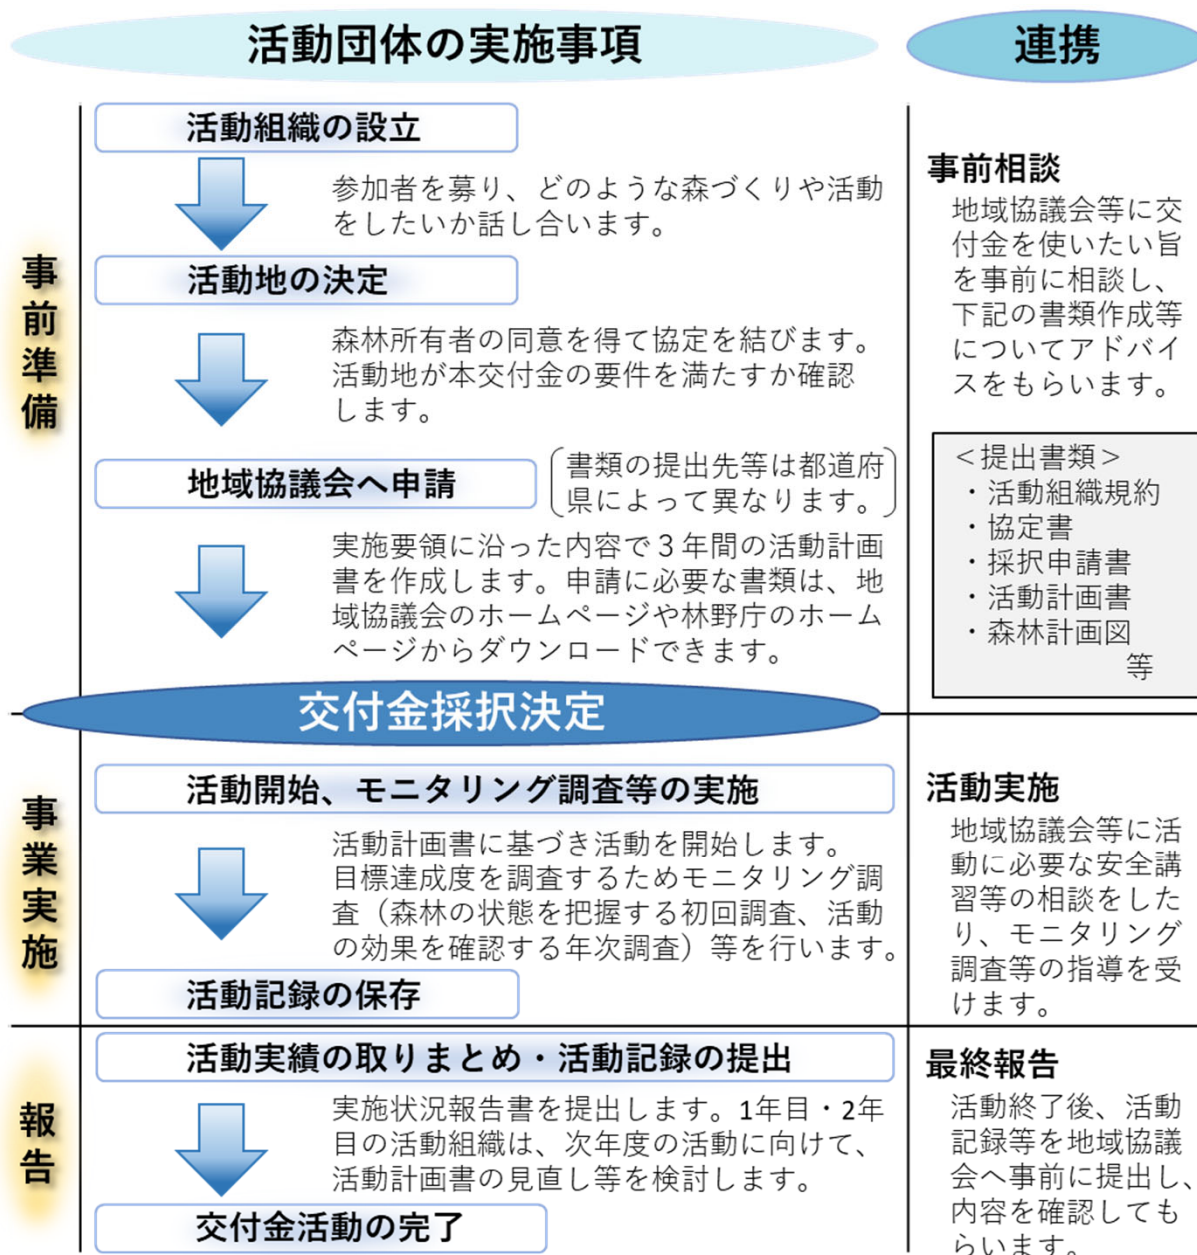 活動団体の実施事項
連携
事前準備
活動組織の設立
参加者を募り、どのような森づくりや活動
をしたいか話し合います。
活動地の決定
森林所有者の同意を得て協定を結びます。
活動地が本交付金の要件を満たすか確認
します。
地域協議会へ申請
書類の提出先等は都道府
県によって異なります。
実施要領に沿った内容で３年間の活動計画
書を作成します。申請に必要な書類は、地
域協議会のホームページや林野庁のホーム
ページからダウンロードできます。
事前相談
地域協議会等に交
付金を使いたい旨
を事前に相談し、
下記の書類作成等
についてアドバイ
スをもらいます。
＜提出書類＞
・活動組織規約
・協定書
・採択申請書
・活動計画書
・森林計画図
等
交付金採択決定
事業実施
活動開始、モニタリング調査等の実施
活動計画書に基づき活動を開始します。
目標達成度を調査するためモニタリング調
査（森林の状態を把握する初回調査、活動
の効果を確認する年次調査）等を行います。
活動記録の保存
活動実施
地域協議会等に活
動に必要な安全講
習等の相談をした
り、モニタリング
調査等の指導を受
けます。
報告
活動実績の取りまとめ・活動記録の提出
実施状況報告書を提出します。1年目・2年
目の活動組織は、次年度の活動に向けて、
活動計画書の見直し等を検討します。
交付金活動の完了
最終報告
活動終了後、活動
記録等を地域協議
会へ事前に提出し、
内容を確認しても
らいます。